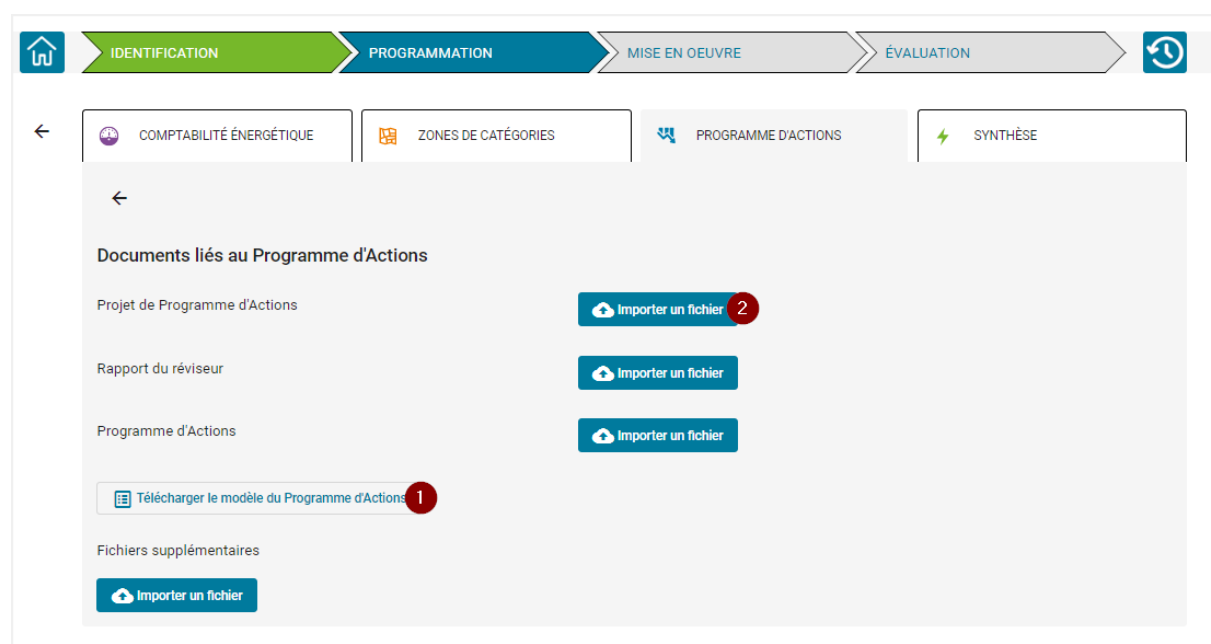 IDENTIFICATION
PROGRAMMATION
MISE EN OEUVRE
ÉVALUATION
COMPTABILITÉ ÉNERGÉTIQUE
ZONES DE CATÉGORIES
PROGRAMME D'ACTIONS
SYNTHÈSE
Documents liés au Programme d'Actions
Projet de Programme d'Actions
Importer un fichier 2
Rapport du réviseur
Importer un fichier
Programme d'Actions
Importer un fichier
Télécharger le modèle du Programme d'Actions 1
Fichiers supplémentaires
Importer un fichier